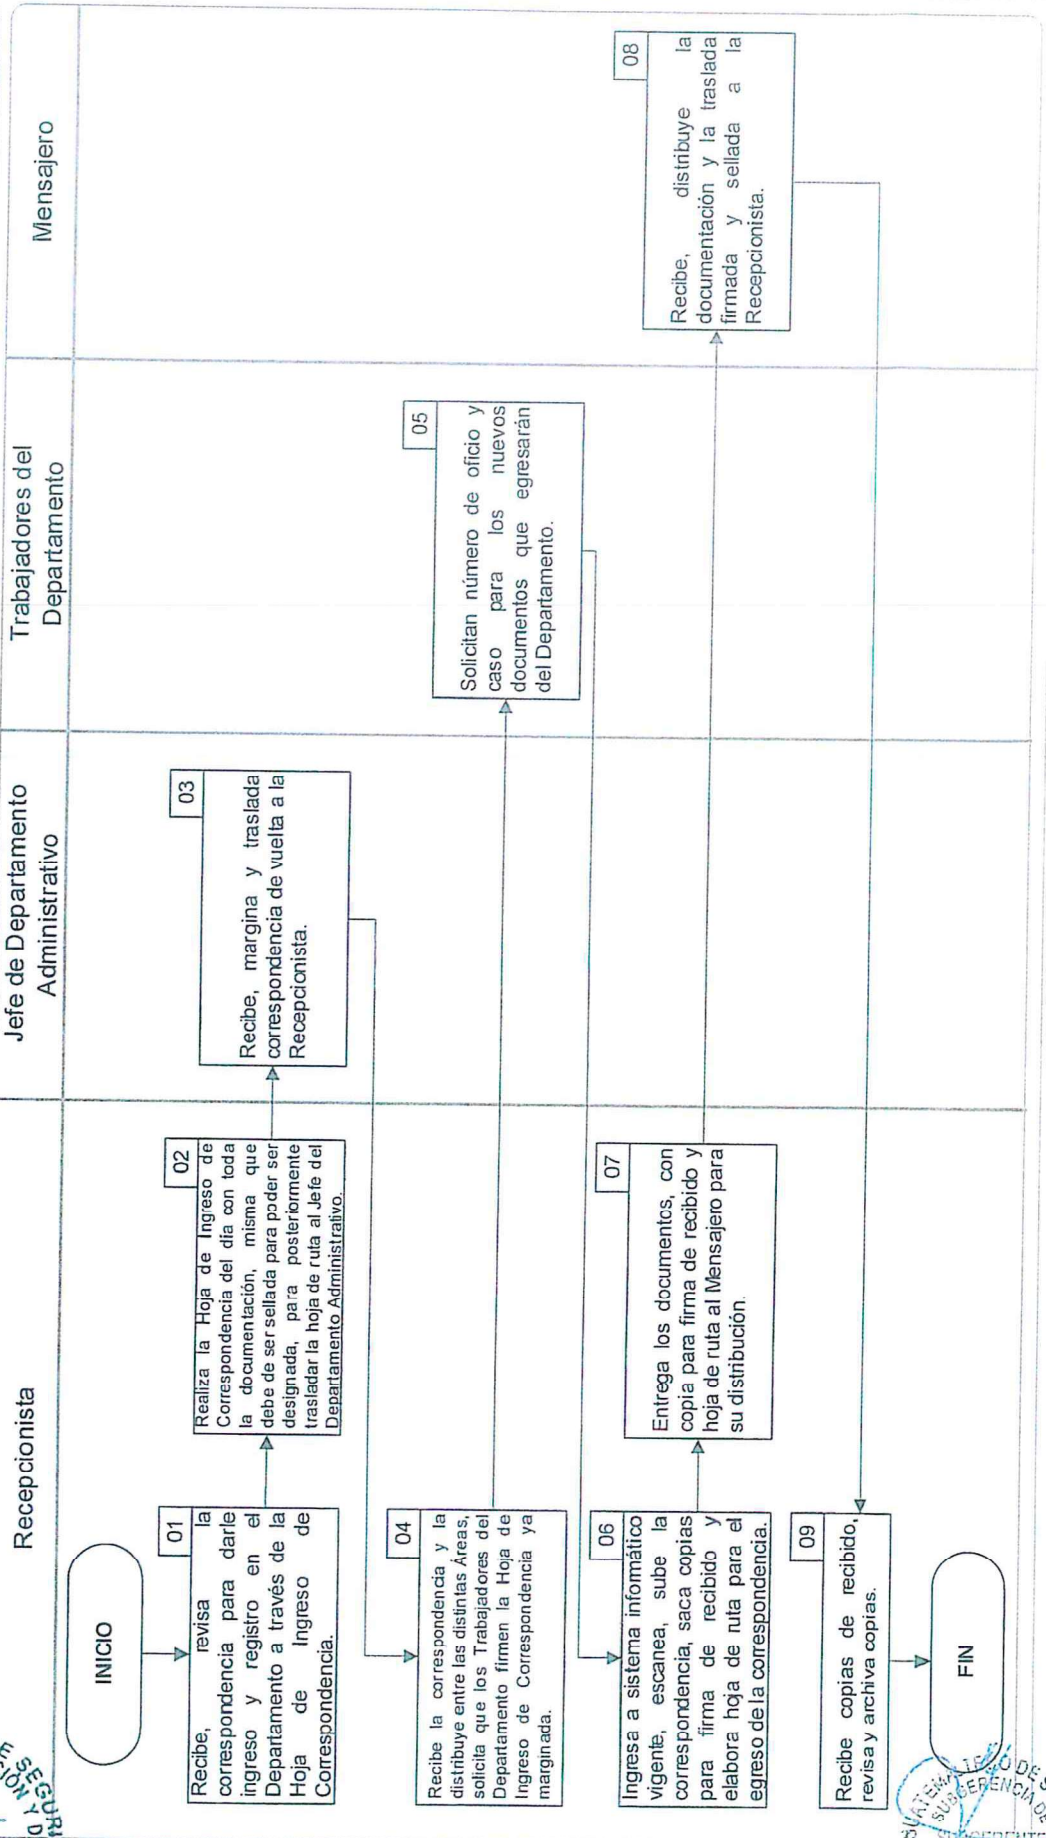 Recepcionista
Jefe de Departamento
Administrativo
Trabajadores del
Departamento
Mensajero
INICIO
01
Recibe, revisa la
correspondencia para darle
ingreso y registro en el
Departamento a través de la
Hoja de Ingreso de
Correspondencia.
02
Realiza la Hoja de Ingreso de
Correspondencia del día con toda
la documentación, misma que
debe de ser sellada para poder ser
designada, para posteriormente
trasladar la hoja de ruta al Jefe del
Departamento Administrativo.
03
Recibe, margina y traslada
correspondencia de vuelta a la
Recepcionista.
04
Recibe la correspondencia y la
distribuye entre las distintas Áreas,
solicita que los Trabajadores del
Departamento firmen la Hoja de
Ingreso de Correspondencia ya
marginada.
05
Solicitan número de oficio y
caso para los nuevos
documentos que egresarán
del Departamento.
06
Ingresa a sistema informático
vigente, escanea, sube la
correspondencia, saca copias
para firma de recibido y
elabora hoja de ruta para el
egreso de la correspondencia.
07
Entrega los documentos, con
copia para firma de recibido y
hoja de ruta al Mensajero para
su distribución.
08
Recibe, distribuye la
documentación y la traslada
firmada y sellada a la
Recepcionista.
09
Recibe copias de recibido,
revisa y archiva copias.
FIN
SUBGERENCIA DE